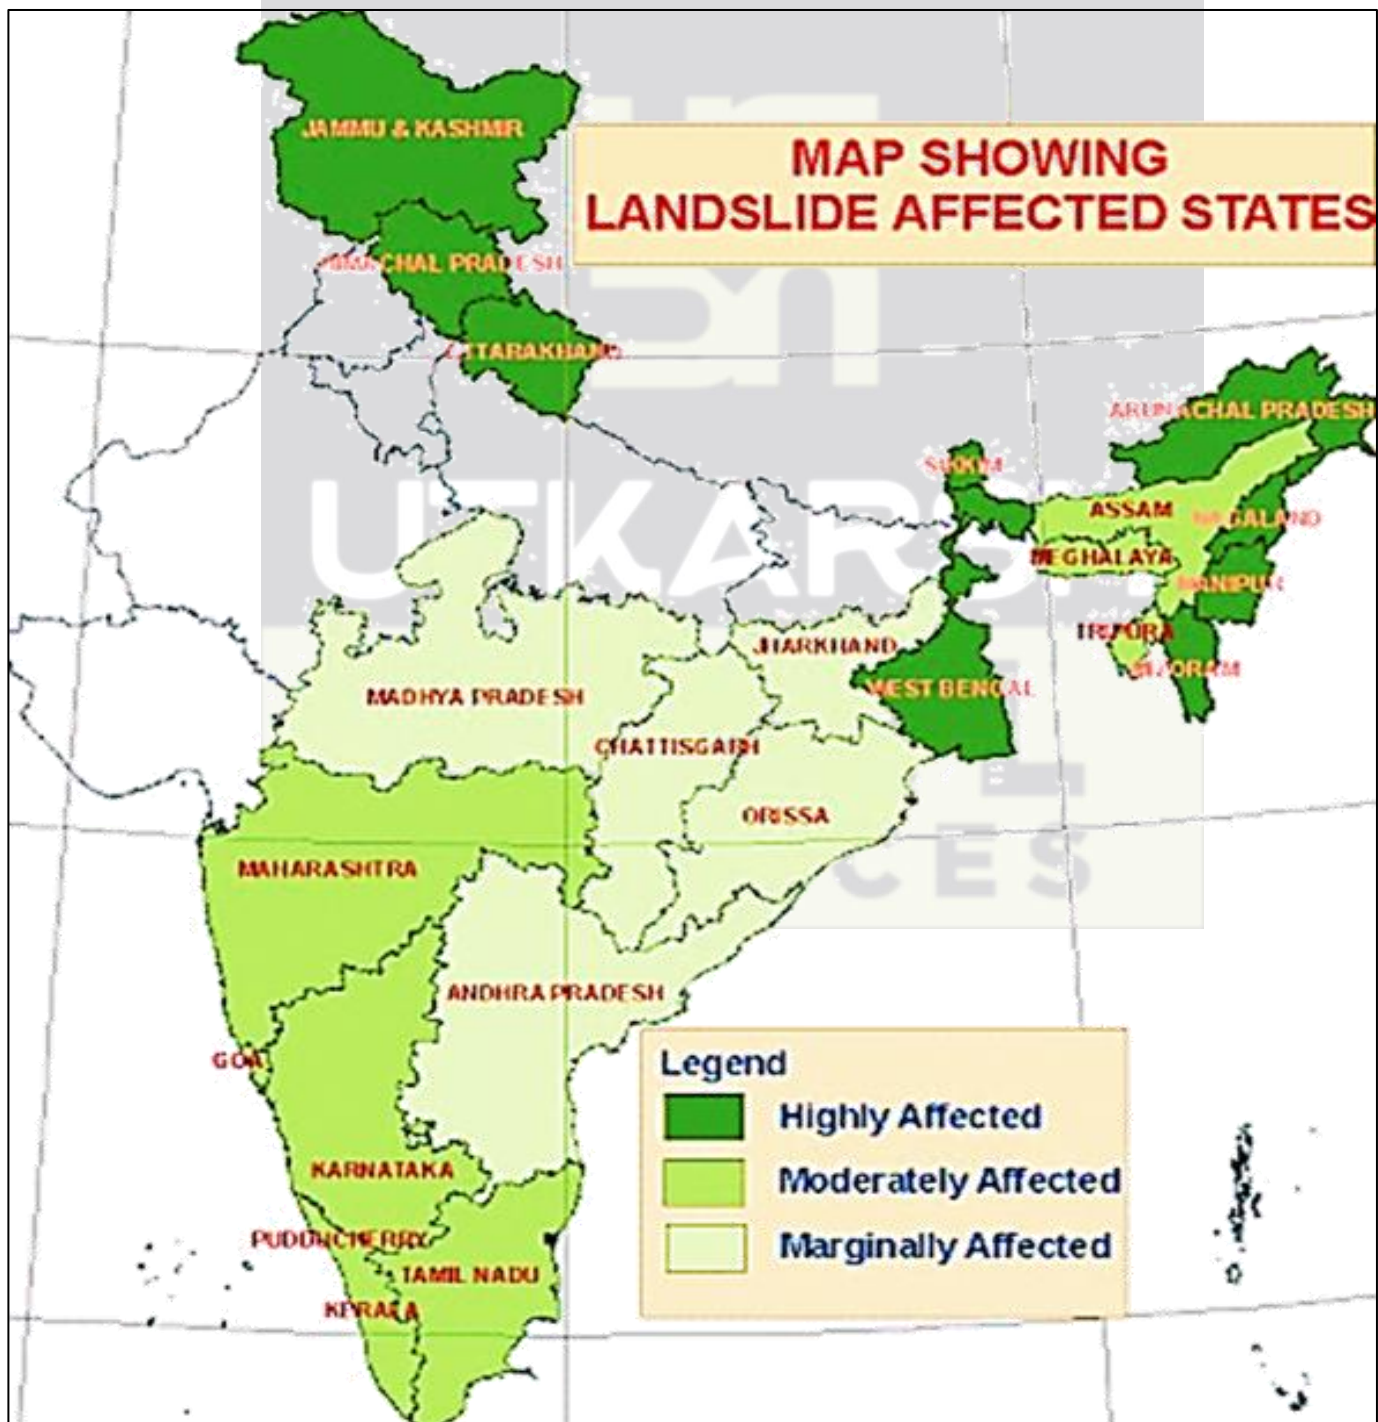 JAMMU & KASHMIR
MAP SHOWING
LANDSLIDE AFFECTED STATES
HIMACHAL PRADESH
UTTARAKHAND
ARUNACHAL PRADESH
SIKKIM
UTKARSH
ASSAM
NAGALAND
MEGHALAYA
MANIPUR
TRIPURA
JHARKHAND
MIZORAM
WEST BENGAL
MADHYA PRADESH
CHATTISGARH
ORISSA
MAHARASHTRA
CES
ANDHRA PRADESH
GOA
Legend
Highly Affected
KARNATAKA
Moderately Affected
PUDDUCHERRY
Marginally Affected
TAMIL NADU
KERALA